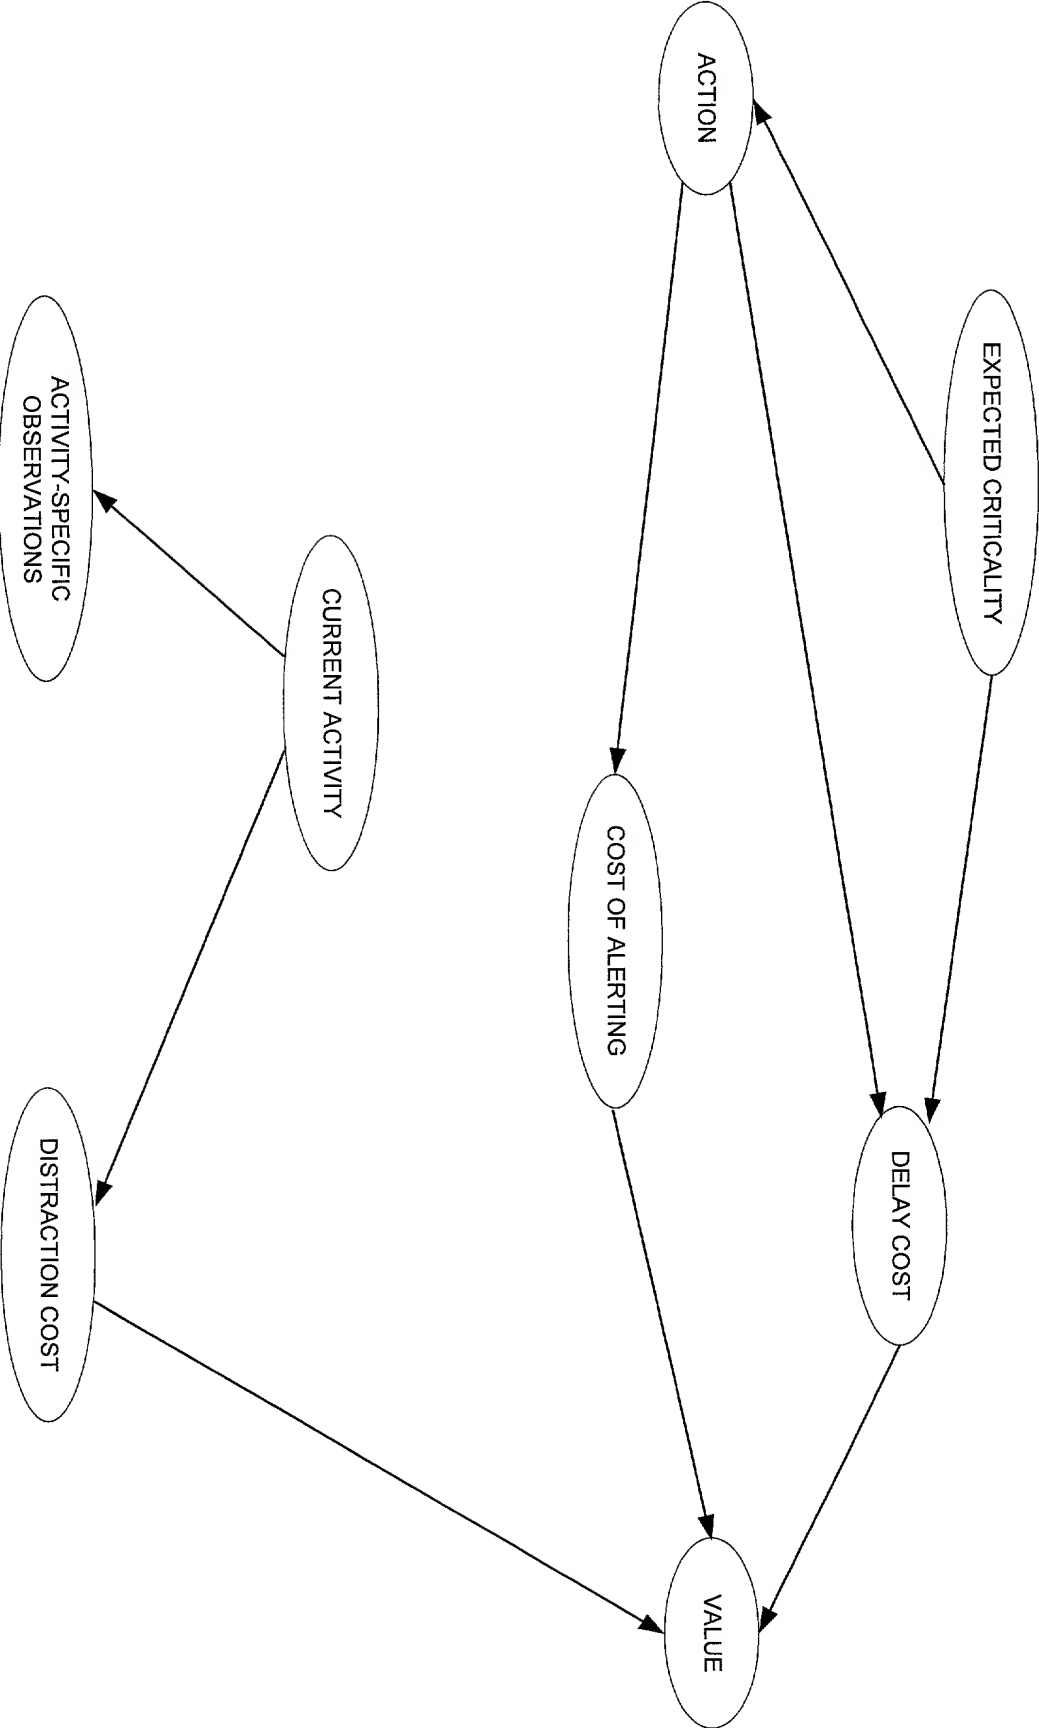 EXPECTED CRITICALITY
DELAY COST
ACTION
VALUE
COST OF ALERTING
CURRENT ACTIVITY
ACTIVITY-SPECIFIC
OBSERVATIONS
DISTRACTION COST